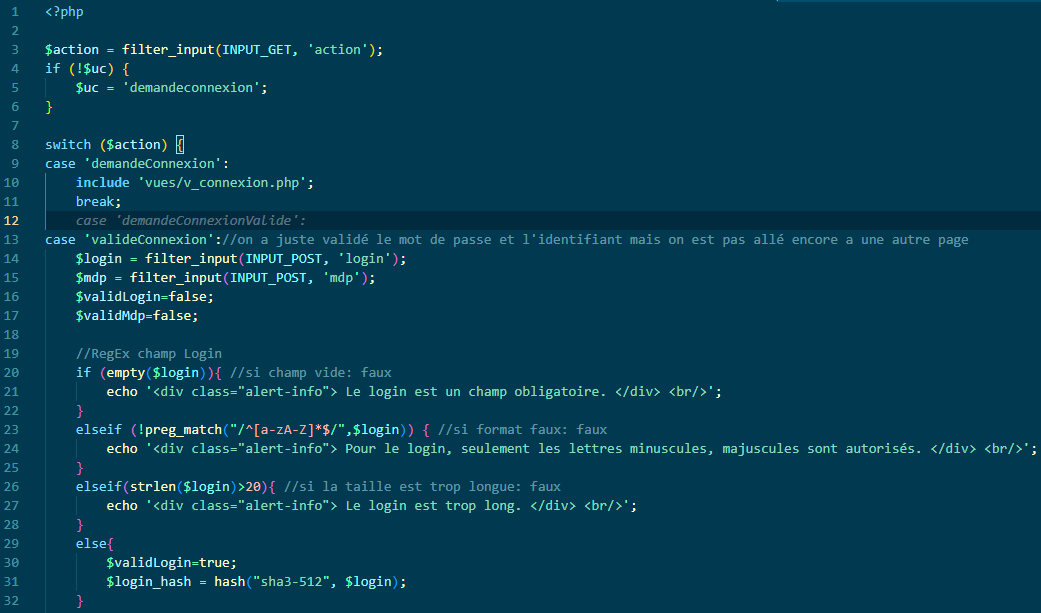 1 <?php
2
3 $action = filter_input(INPUT_GET, 'action');
4 if (!$uc) {
5     $uc = 'demandeconnexion';
6 }
7
8 switch ($action) {
9 case 'demandeConnexion':
10     include 'vues/v_connexion.php';
11     break;
12     case 'demandeConnexionValide':
13 case 'valideConnexion'://on a juste validé le mot de passe et l'identifiant mais on est pas allé encore a une autre page
14     $login = filter_input(INPUT_POST, 'login');
15     $mdp = filter_input(INPUT_POST, 'mdp');
16     $validLogin=false;
17     $validMdp=false;
18
19     //RegEx champ Login
20     if (empty($login)){ //si champ vide: faux
21         echo '<div class="alert-info"> Le login est un champ obligatoire. </div> <br/>';
22     }
23     elseif (!preg_match("/^[a-zA-Z]*$/",$login)) { //si format faux: faux
24         echo '<div class="alert-info"> Pour le login, seulement les lettres minuscules, majuscules sont autorisés. </div> <br/>';
25     }
26     elseif(strlen($login)>20){ //si la taille est trop longue: faux
27         echo '<div class="alert-info"> Le login est trop long. </div> <br/>';
28     }
29     else{
30         $validLogin=true;
31         $login_hash = hash("sha3-512", $login);
32     }